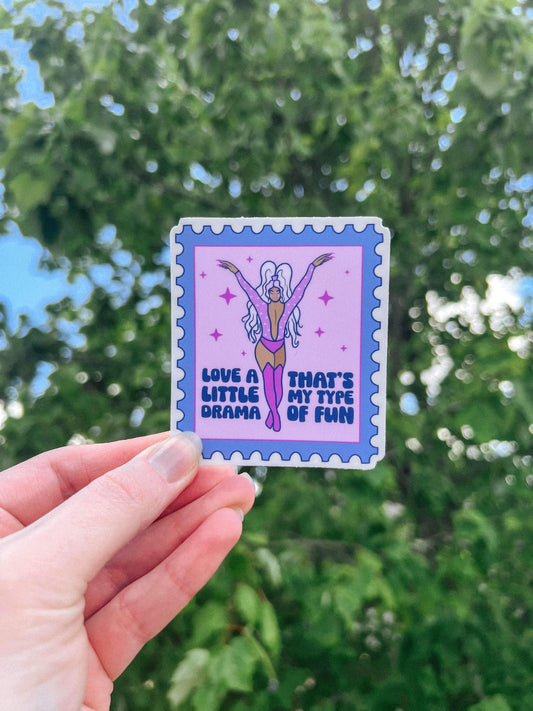 LOVE A
LITTLE
DRAMA
THAT'S
MY TYPE
OF FUN